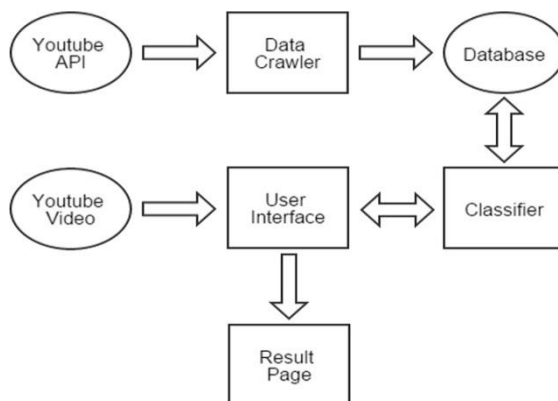 Youtube
API
Data
Crawler
Database
Youtube
Video
User
Interface
Classifier
Result
Page